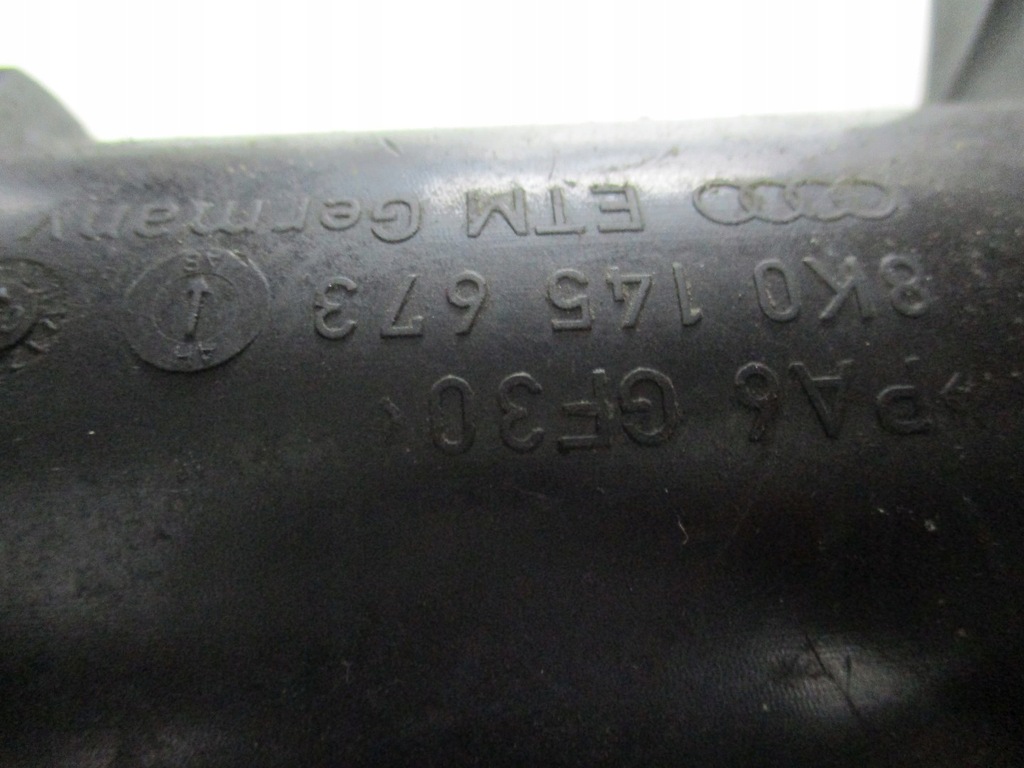 >PA6 GF30<
8K0 145 673
ETM Germany